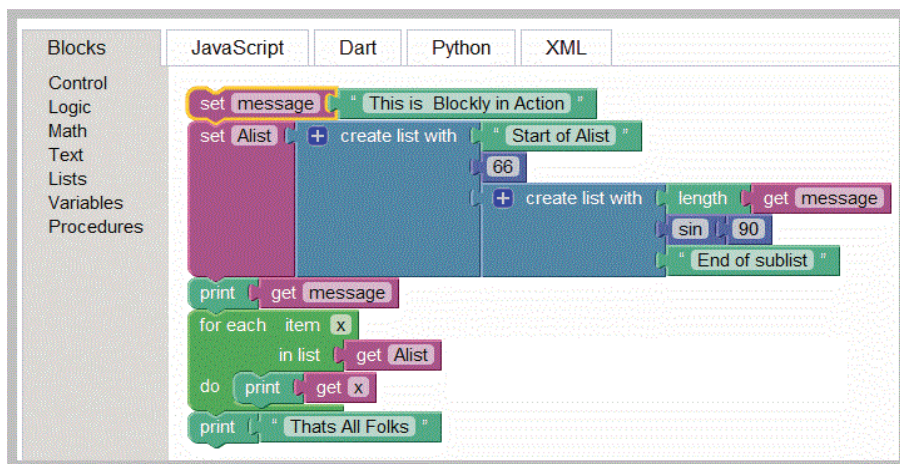 Blocks JavaScript Dart Python XML
Control
Logic
Math
Text
Lists
Variables
Procedures
set message " This is  Blockly in Action "
set Alist + create list with " Start of Alist "
66
+ create list with length get message
sin 90
" End of sublist "
print get message
for each item x
in list get Alist
do print get x
print " Thats All Folks "